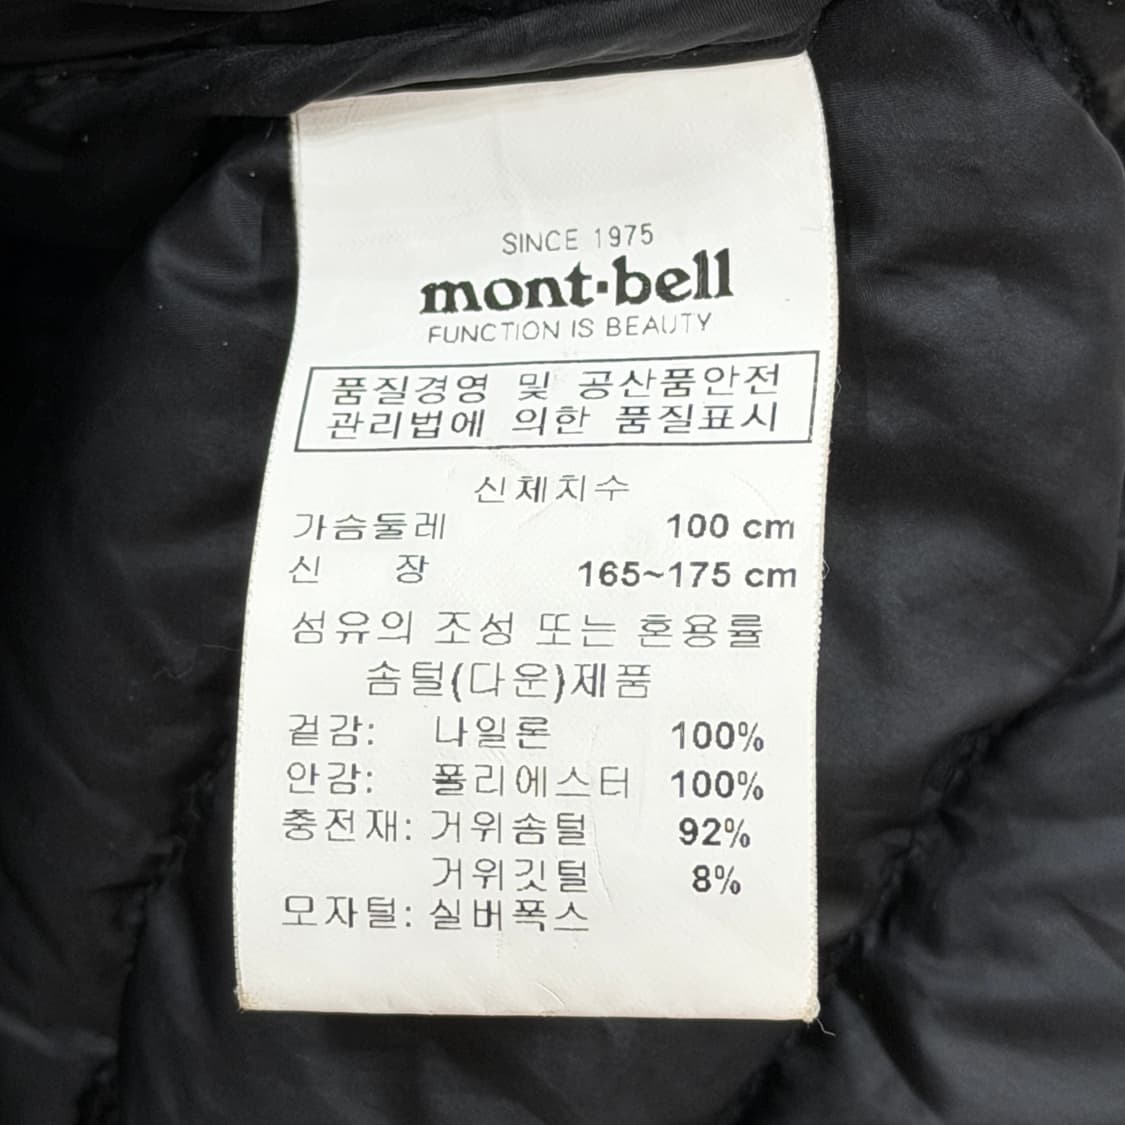 SINCE 1975
mont·bell
FUNCTION IS BEAUTY
품질경영 및 공산품안전
관리법에 의한 품질표시
신체치수
가슴둘레 100 cm
신 장 165~175 cm
섬유의 조성 또는 혼용률
솜털(다운)제품
겉감: 나일론 100%
안감: 폴리에스터 100%
충전재: 거위솜털 92%
거위깃털 8%
모자털: 실버폭스